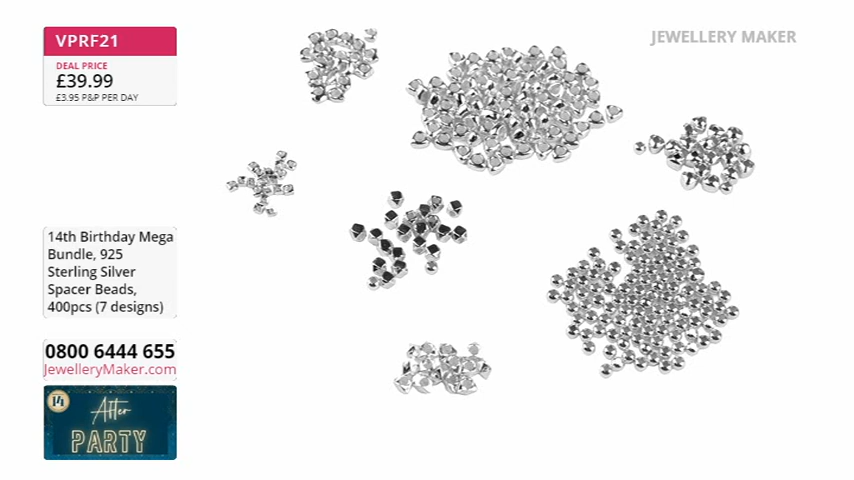 VPRF21
DEAL PRICE
£39.99
£3.95 P&P PER DAY
JEWELLERY MAKER
14th Birthday Mega
Bundle, 925
Sterling Silver
Spacer Beads,
400pcs (7 designs)
0800 6444 655
JewelleryMaker.com
14
After
PARTY